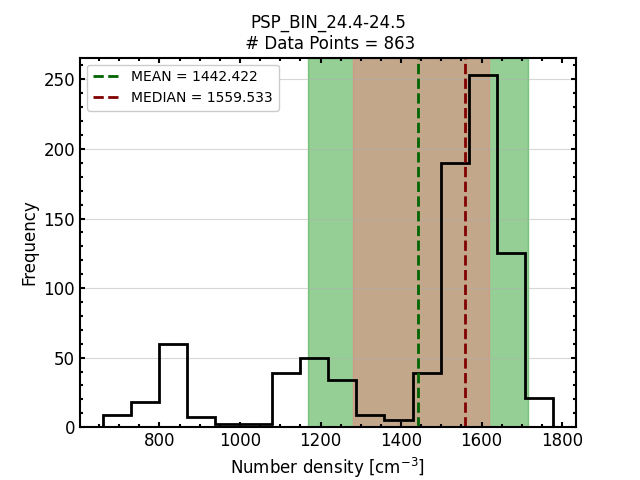 PSP_BIN_24.4-24.5
# Data Points = 863
MEAN = 1442.422
MEDIAN = 1559.533
250
200
150
100
50
0
Frequency
800 1000 1200 1400 1600 1800
Number density [cm⁻³]